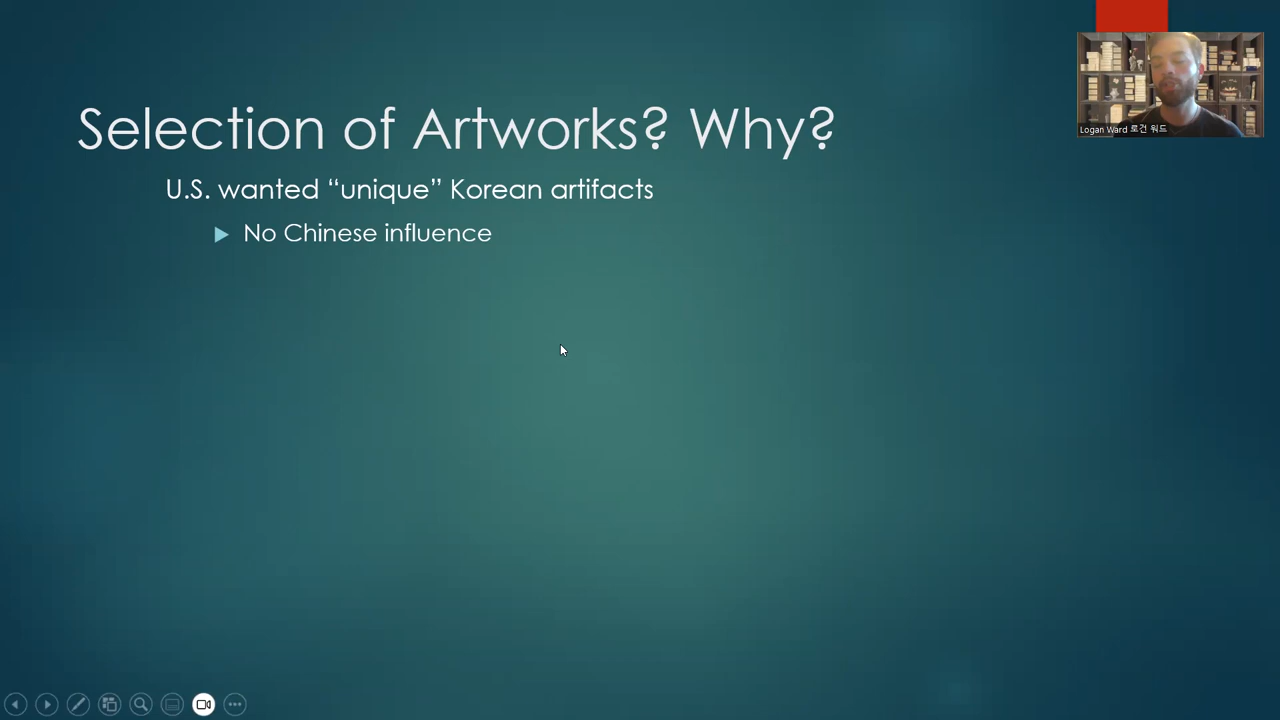 Selection of Artworks? Why?
U.S. wanted “unique” Korean artifacts
No Chinese influence
Logan Ward 로건 워드